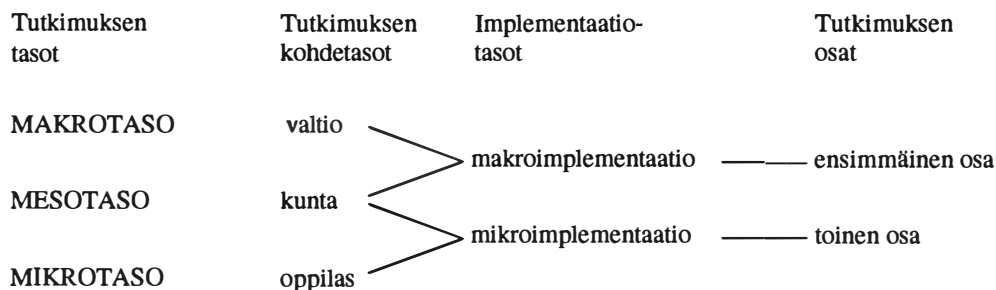 Tutkimuksen Tutkimuksen Implementaatio- Tutkimuksen
tasot kohdetasot tasot osat
MAKROTASO valtio
makroimplementaatio ensimmäinen osa
MESOTASO kunta
mikroimplementaatio toinen osa
MIKROTASO oppilas